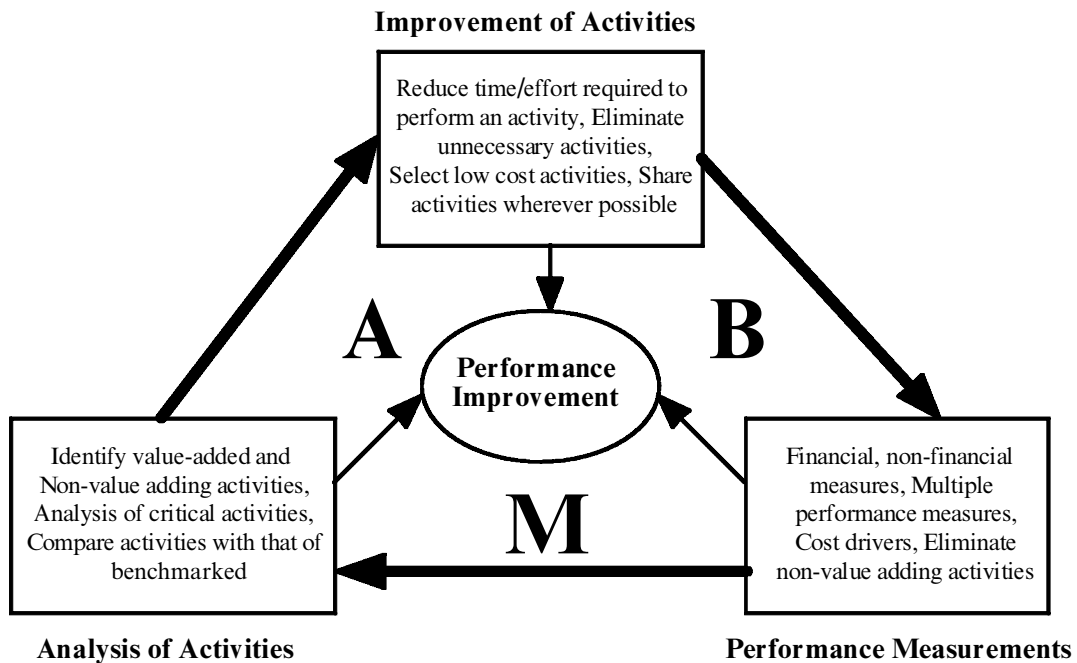 Improvement of Activities
Reduce time/effort required to
perform an activity, Eliminate
unnecessary activities,
Select low cost activities, Share
activities wherever possible
A
B
Performance
Improvement
Identify value-added and
Non-value adding activities,
Analysis of critical activities,
Compare activities with that of
benchmarked
M
Financial, non-financial
measures, Multiple
performance measures,
Cost drivers, Eliminate
non-value adding activities
Analysis of Activities
Performance Measurements